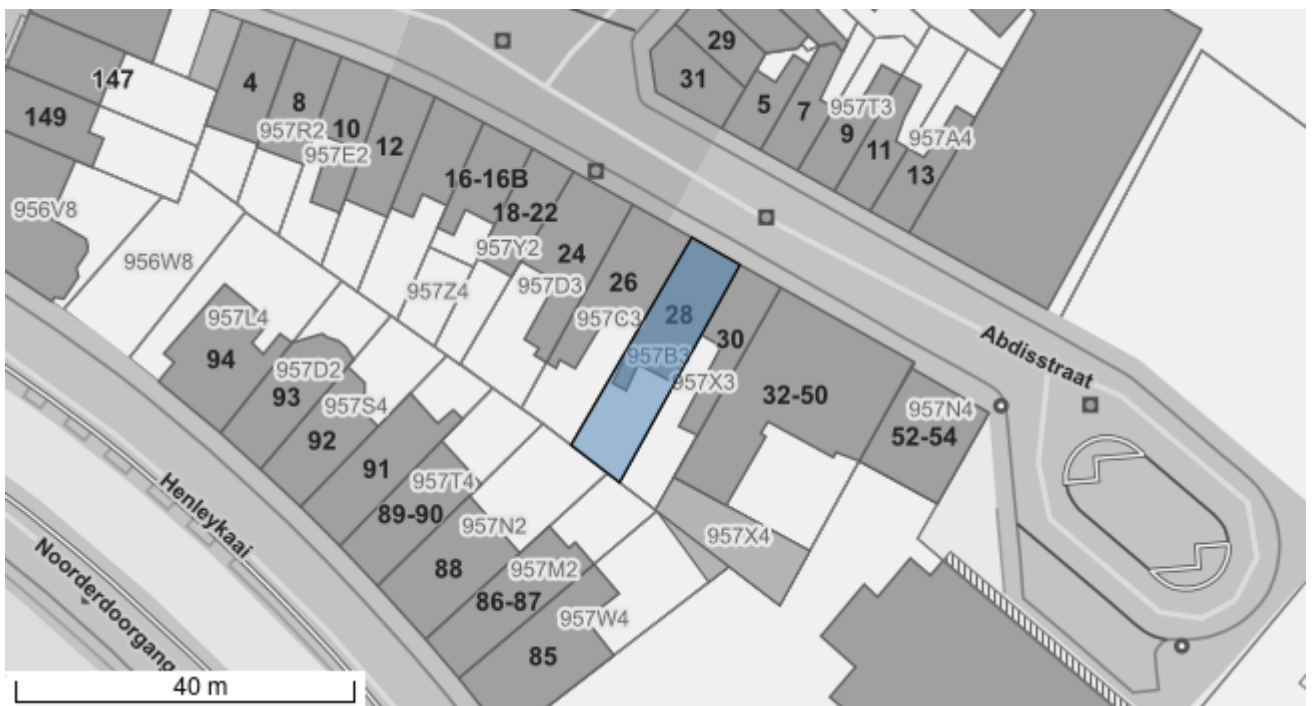 29
31
147
4
8
5
7
957T3
149
957R2
10
957E2
9
957A4
12
11
16-16B
13
956V8
18-22
957Y2
24
956W8
957D3
957Z4
26
957L4
957C3
28
94
957B3
30
Abdisstraat
957D2
957X3
93
957S4
32-50
957N4
92
52-54
91
957T4
Henleykaai
89-90
957N2
957X4
Noorderdoorgang
88
957M2
86-87
957W4
85
40 m